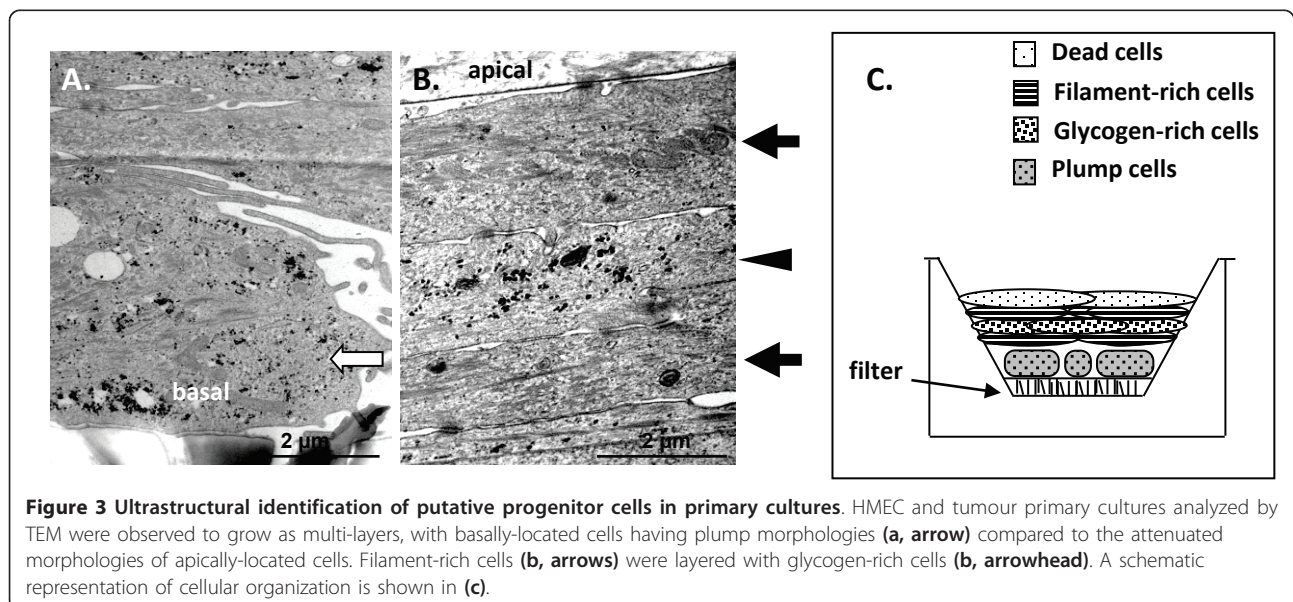 A.
basal
2 µm
B.
apical
2 µm
C.
Dead cells
Filament-rich cells
Glycogen-rich cells
Plump cells
filter
Figure 3 Ultrastructural identification of putative progenitor cells in primary cultures. HMEC and tumour primary cultures analyzed by
TEM were observed to grow as multi-layers, with basally-located cells having plump morphologies (a, arrow) compared to the attenuated
morphologies of apically-located cells. Filament-rich cells (b, arrows) were layered with glycogen-rich cells (b, arrowhead). A schematic
representation of cellular organization is shown in (c).